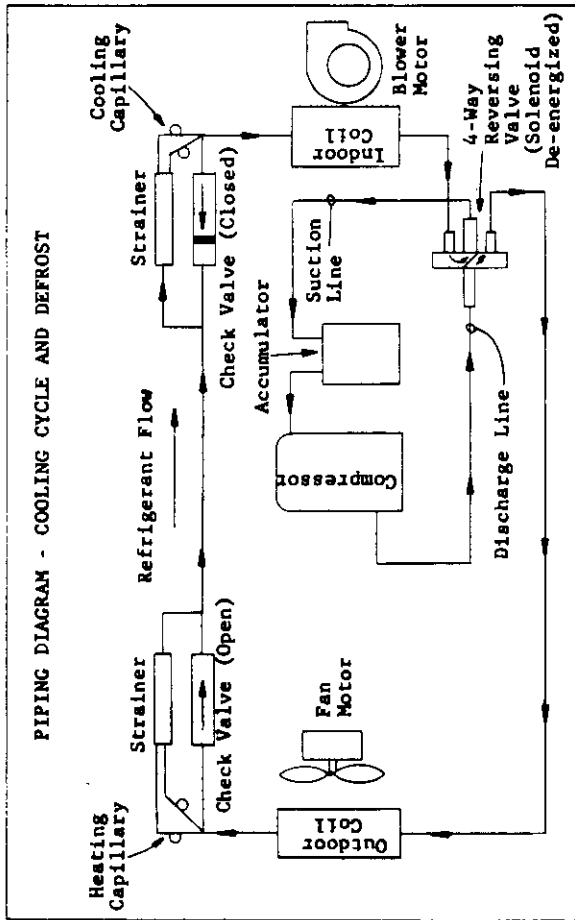 PIPING DIAGRAM - COOLING CYCLE AND DEFROST
Heating
Capillary
Strainer
Check Valve (Open)
Refrigerant Flow
Strainer
Cooling
Capillary
Check Valve (Closed)
Outdoor
Coil
Fan
Motor
Compressor
Accumulator
Suction
Line
Indoor
Coil
Blower
Motor
Discharge Line
4-Way
Reversing
Valve
(Solenoid
De-energized)